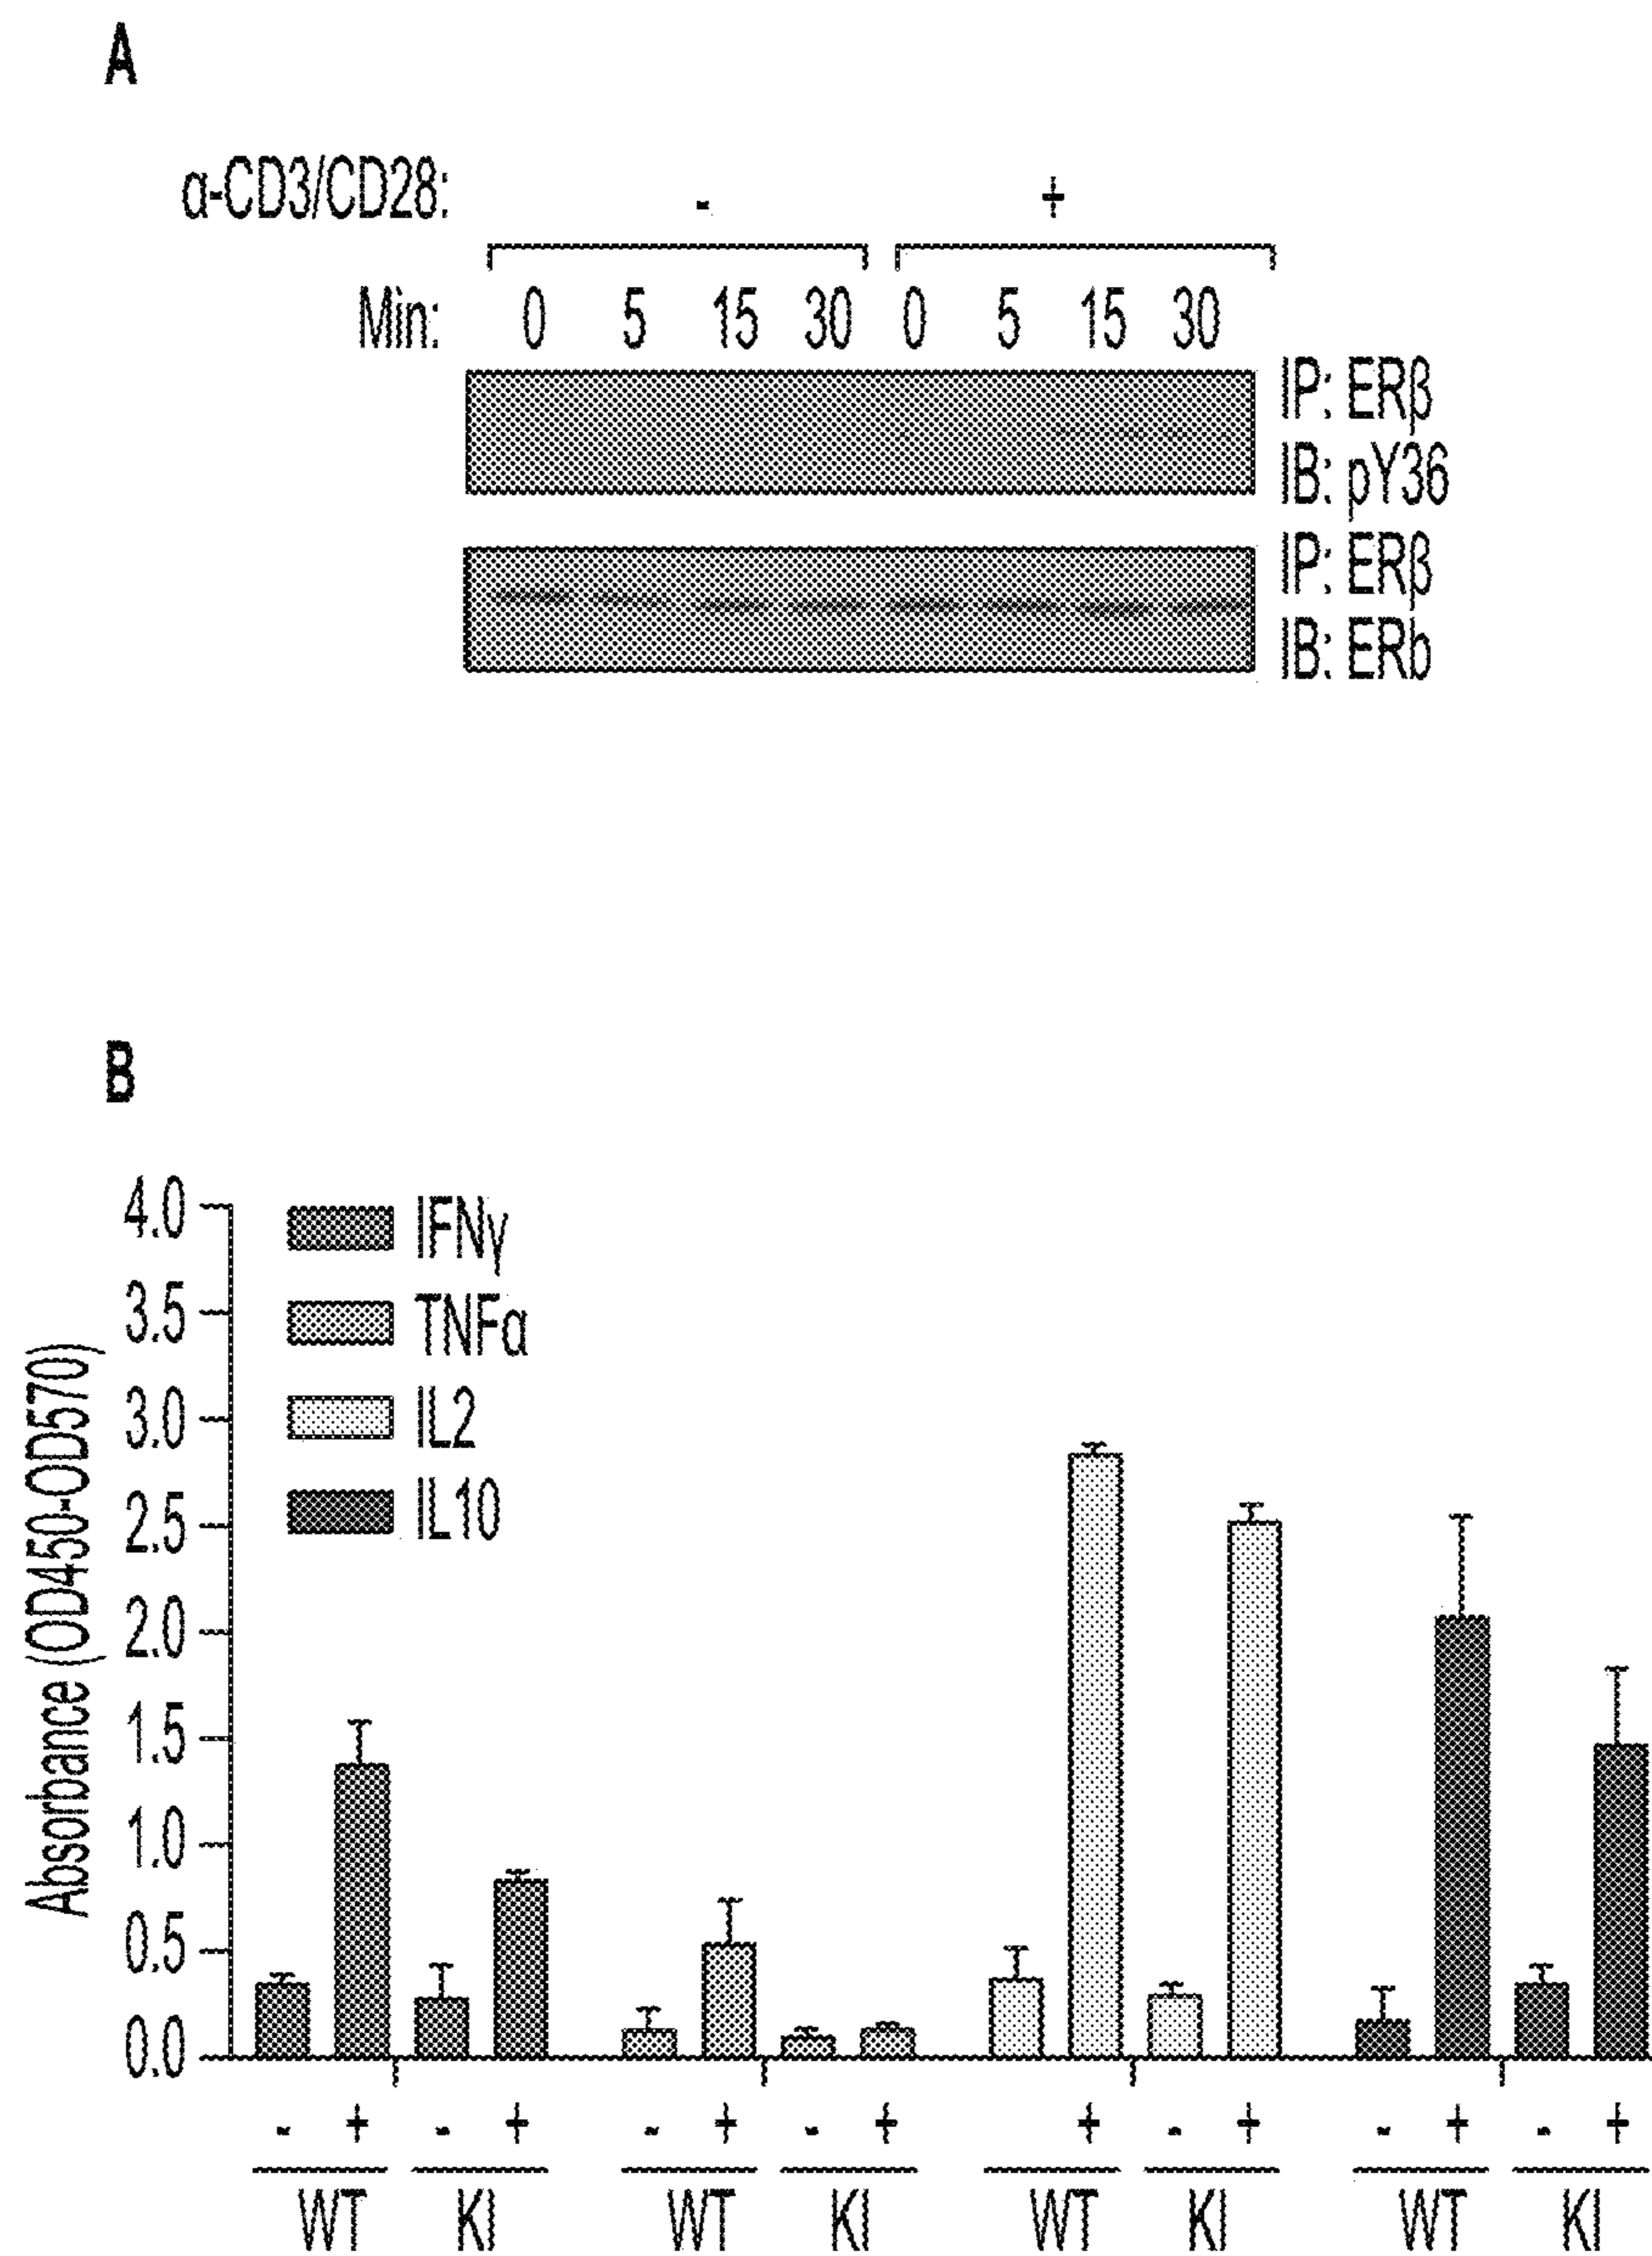 A
α-CD3/CD28: - +
Min: 0 5 15 30 0 5 15 30
IP: ERβ
IB: pY36
IP: ERβ
IB: ERb
B
Absorbance (OD450-OD570)
4.0
3.5
3.0
2.5
2.0
1.5
1.0
0.5
0.0
IFNγ
TNFα
IL2
IL10
- + - + - + - + + - + - + - +
WT KI WT KI WT KI WT KI